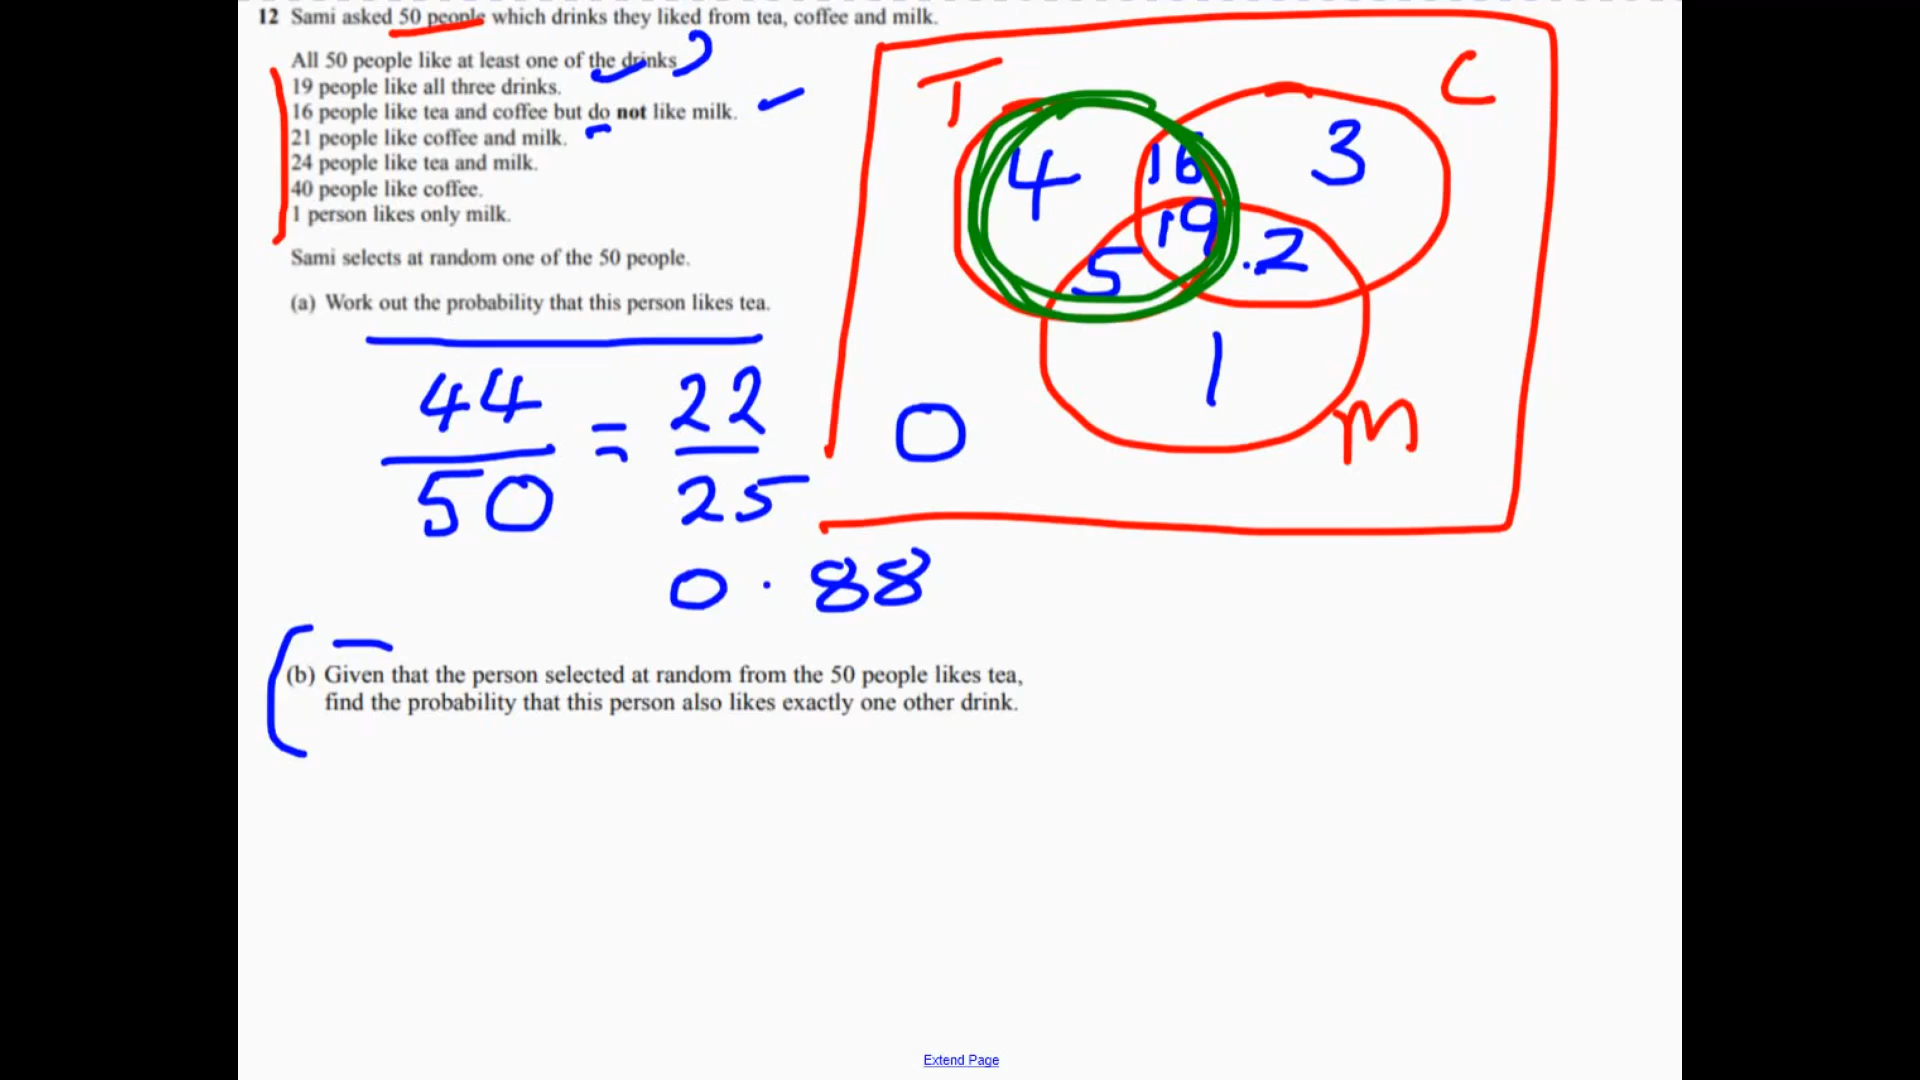 12 Sami asked 50 people which drinks they liked from tea, coffee and milk.
All 50 people like at least one of the drinks
19 people like all three drinks.
16 people like tea and coffee but do not like milk.
21 people like coffee and milk.
24 people like tea and milk.
40 people like coffee.
1 person likes only milk.
Sami selects at random one of the 50 people.
(a) Work out the probability that this person likes tea.
44
50
=
22
25
0.88
T
C
4
16
3
19
5
.2
1
0
M
(b) Given that the person selected at random from the 50 people likes tea,
find the probability that this person also likes exactly one other drink.
Extend Page